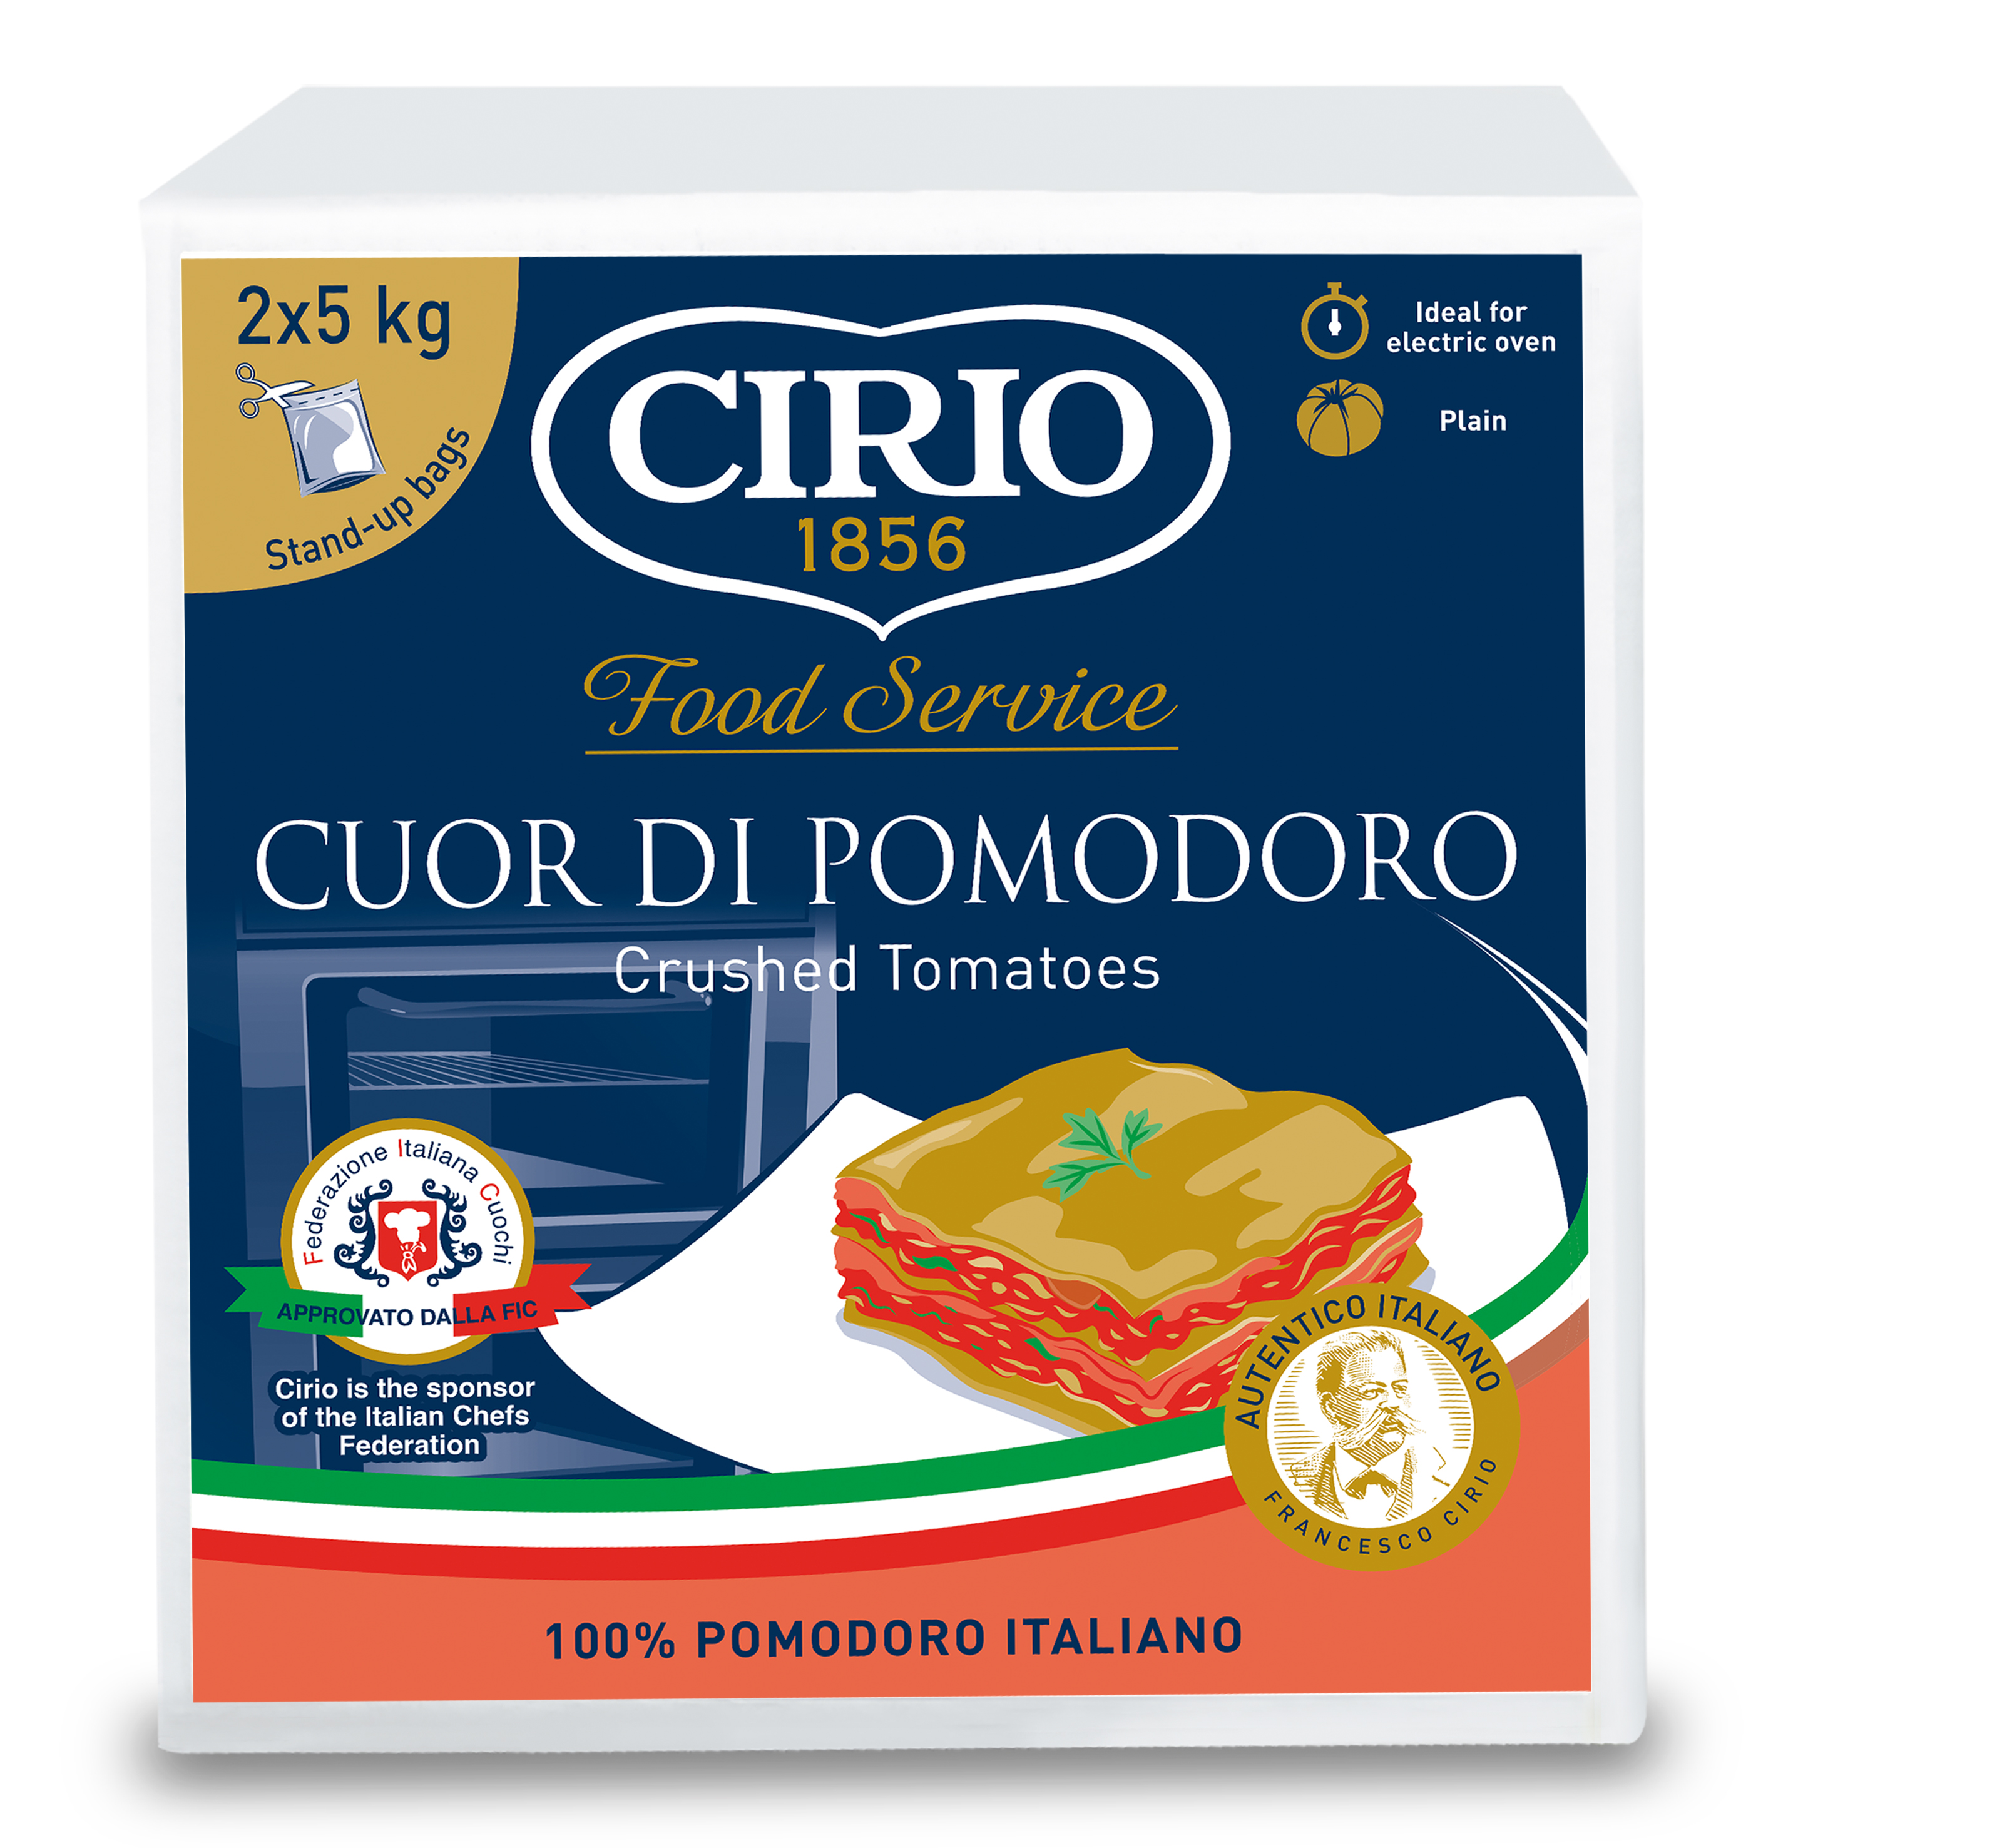 2x5 kg
Stand-up bags
CIRIO
1856
Ideal for
electric oven
Plain
Food Service
CUOR DI POMODORO
Crushed Tomatoes
Federazione Italiana Cuochi
APPROVATO DALLA FIC
Cirio is the sponsor
of the Italian Chefs
Federation
AUTENTICO ITALIANO
FRANCESCO CIRIO
100% POMODORO ITALIANO